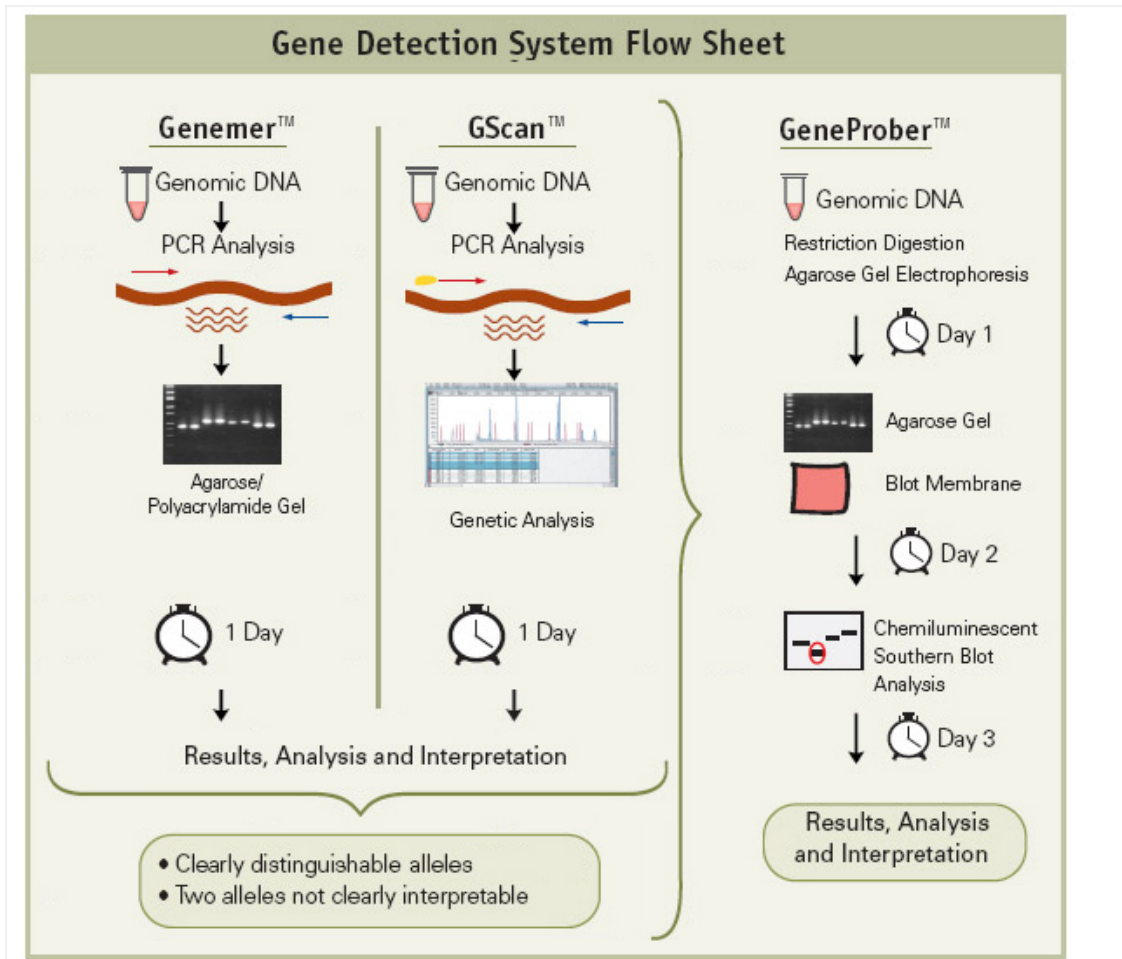 Gene Detection System Flow Sheet
Genemer™
Genomic DNA
PCR Analysis
Agarose/
Polyacrylamide Gel
1 Day
GScan™
Genomic DNA
PCR Analysis
Genetic Analysis
1 Day
Results, Analysis and Interpretation
• Clearly distinguishable alleles
• Two alleles not clearly interpretable
GeneProber™
Genomic DNA
Restriction Digestion
Agarose Gel Electrophoresis
Day 1
Agarose Gel
Blot Membrane
Day 2
Chemiluminescent
Southern Blot
Analysis
Day 3
Results, Analysis
and Interpretation